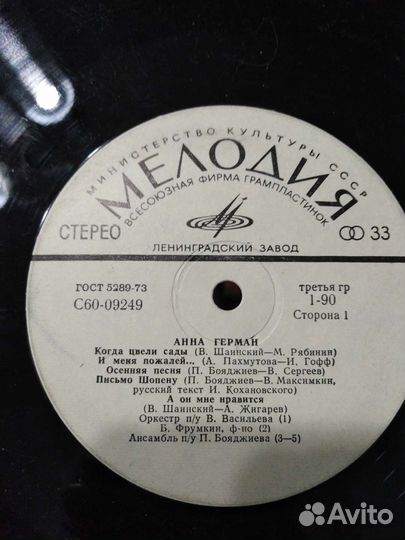 МИНИСТЕРСТВО КУЛЬТУРЫ СССР
МЕЛОДИЯ
ВСЕСОЮЗНАЯ ФИРМА ГРАМПЛАСТИНОК
СТЕРЕО
33
ЛЕНИНГРАДСКИЙ ЗАВОД
ГОСТ 5289-73
третья гр
С60-09249
1-90
Сторона 1
АННА ГЕРМАН
Когда цвели сады (В. Шаинский—М. Рябинин)
И меня пожалей... (А. Пахмутова—И. Гофф)
Осенняя песня (П. Бояджиев—В. Сергеев)
Письмо Шопену (П. Бояджиев—В. Максимкин,
русский текст И. Кохановского)
А он мне нравится
(В. Шаинский—А. Жигарев)
Оркестр п/у В. Васильева (1)
Б. Фрумкин, ф-но (2)
Ансамбль п/у П. Бояджиева (3—5)
Avito